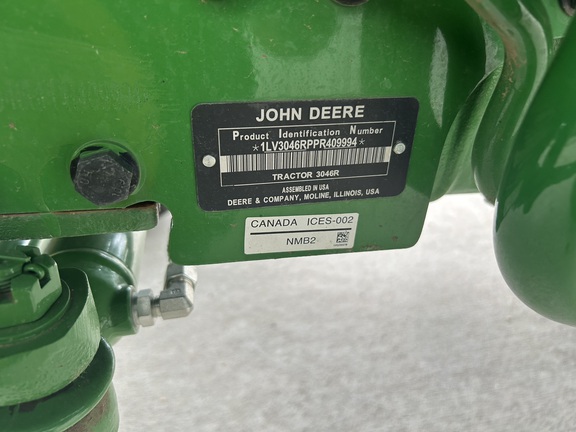 JOHN DEERE
Product Identification Number
*1LV3046RPPR409994*
TRACTOR 3046R
ASSEMBLED IN USA
DEERE & COMPANY, MOLINE, ILLINOIS, USA
CANADA ICES-002
NMB2